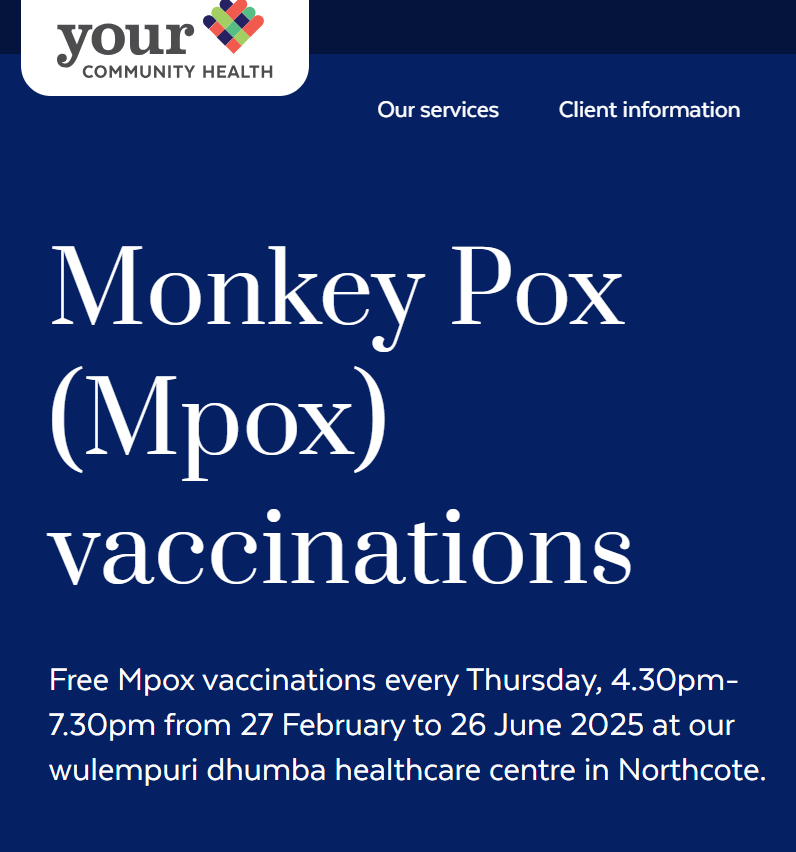 your
COMMUNITY HEALTH
Our services
Client information
Monkey Pox
(Mpox)
vaccinations
Free Mpox vaccinations every Thursday, 4.30pm-
7.30pm from 27 February to 26 June 2025 at our
wulempuri dhumba healthcare centre in Northcote.